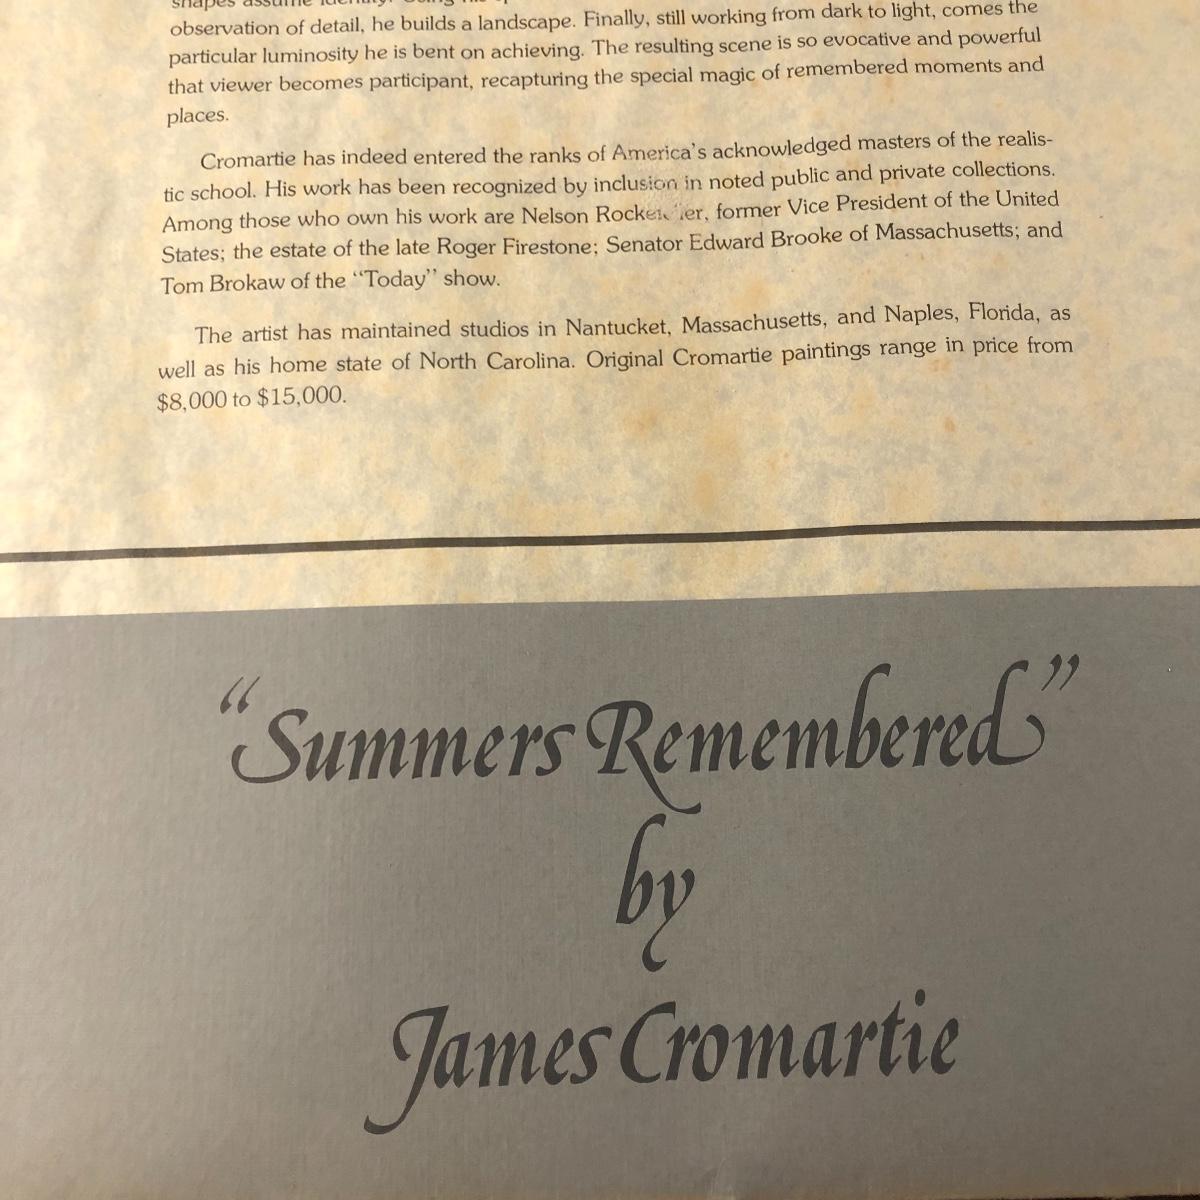 shapes assume
observation of detail, he builds a landscape. Finally, still working from dark to light, comes the
particular luminosity he is bent on achieving. The resulting scene is so evocative and powerful
that viewer becomes participant, recapturing the special magic of remembered moments and
places.
Cromartie has indeed entered the ranks of America's acknowledged masters of the realis-
tic school. His work has been recognized by inclusion in noted public and private collections.
Among those who own his work are Nelson Rockefeller, former Vice President of the United
States; the estate of the late Roger Firestone; Senator Edward Brooke of Massachusetts; and
Tom Brokaw of the “Today” show.
The artist has maintained studios in Nantucket, Massachusetts, and Naples, Florida, as
well as his home state of North Carolina. Original Cromartie paintings range in price from
$8,000 to $15,000.
“Summers Remembered”
by
James Cromartie